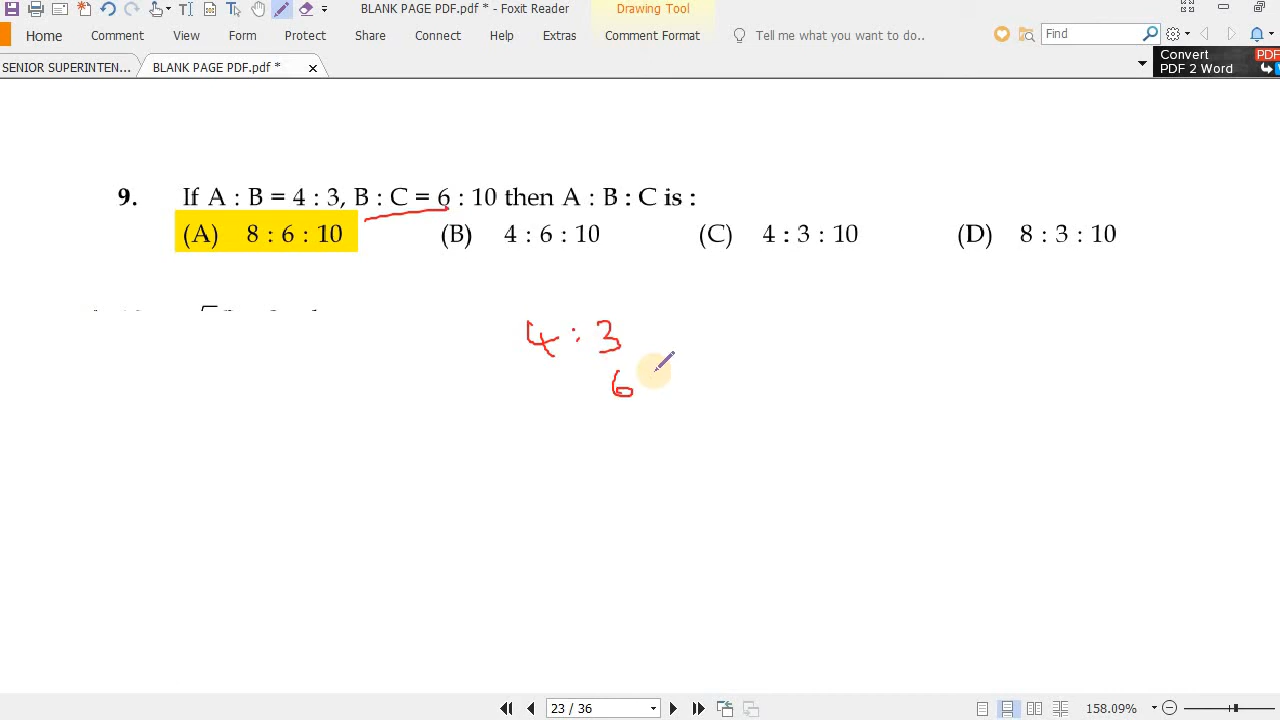 BLANK PAGE PDF.pdf * - Foxit Reader
Drawing Tool
Home Comment View Form Protect Share Connect Help Extras Comment Format Tell me what you want to do.. Find
SENIOR SUPERINTEN... BLANK PAGE PDF.pdf * x
Convert PDF
PDF 2 Word
9. If A : B = 4 : 3, B : C = 6 : 10 then A : B : C is :
(A) 8 : 6 : 10 (B) 4 : 6 : 10 (C) 4 : 3 : 10 (D) 8 : 3 : 10
4 : 3
6
23 / 36 158.09%